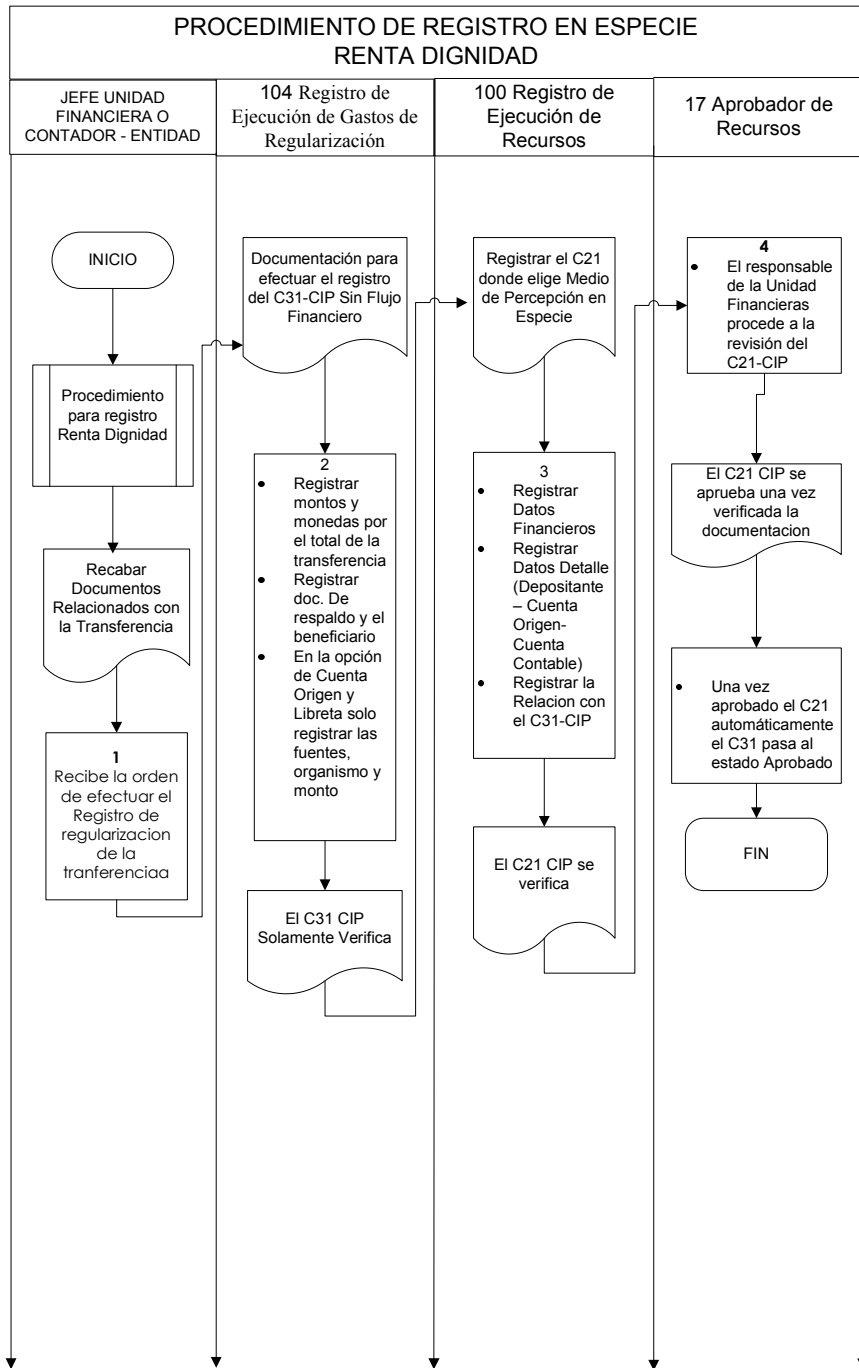 PROCEDIMIENTO DE REGISTRO EN ESPECIE
RENTA DIGNIDAD
JEFE UNIDAD
FINANCIERA O
CONTADOR - ENTIDAD
104 Registro de
Ejecución de Gastos de
Regularización
100 Registro de
Ejecución de
Recursos
17 Aprobador de
Recursos
INICIO
Procedimiento
para registro
Renta Dignidad
Recabar
Documentos
Relacionados con
la Transferencia
1
Recibe la orden
de efectuar el
Registro de
regularizacion
de la
tranferenciaa
Documentación para
efectuar el registro
del C31-CIP Sin Flujo
Financiero
2
• Registrar
montos y
monedas por
el total de la
transferencia
• Registrar
doc. De
respaldo y el
beneficiario
• En la opción
de Cuenta
Origen y
Libreta solo
registrar las
fuentes,
organismo y
monto
El C31 CIP
Solamente Verifica
Registrar el C21
donde elige Medio
de Percepción en
Especie
3
• Registrar
Datos
Financieros
• Registrar
Datos Detalle
(Depositante
– Cuenta
Origen-
Cuenta
Contable)
• Registrar la
Relacion con
el C31-CIP
El C21 CIP se
verifica
4
• El responsable
de la Unidad
Financieras
procede a la
revisión del
C21-CIP
El C21 CIP se
aprueba una vez
verificada la
documentacion
• Una vez
aprobado el C21
automáticamente
el C31 pasa al
estado Aprobado
FIN